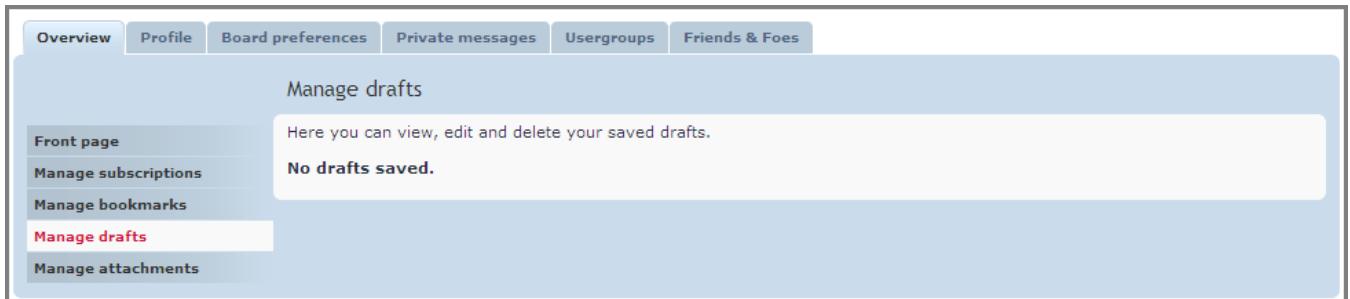 Overview Profile Board preferences Private messages Usergroups Friends & Foes
Manage drafts
Front page
Manage subscriptions
Manage bookmarks
Manage drafts
Manage attachments
Here you can view, edit and delete your saved drafts.
No drafts saved.